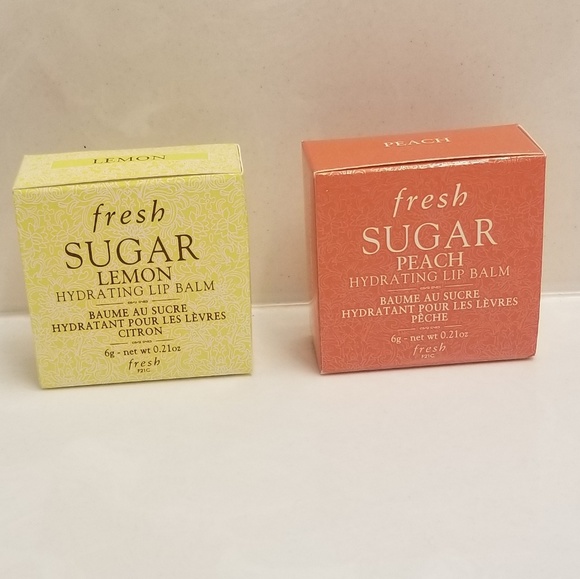 LEMON
fresh
SUGAR
LEMON
HYDRATING LIP BALM
BAUME AU SUCRE
HYDRATANT POUR LES LÈVRES
CITRON
6g - net wt 0.21oz
fresh
PEACH
fresh
SUGAR
PEACH
HYDRATING LIP BALM
BAUME AU SUCRE
HYDRATANT POUR LES LÈVRES
PÊCHE
6g - net wt 0.21oz
fresh